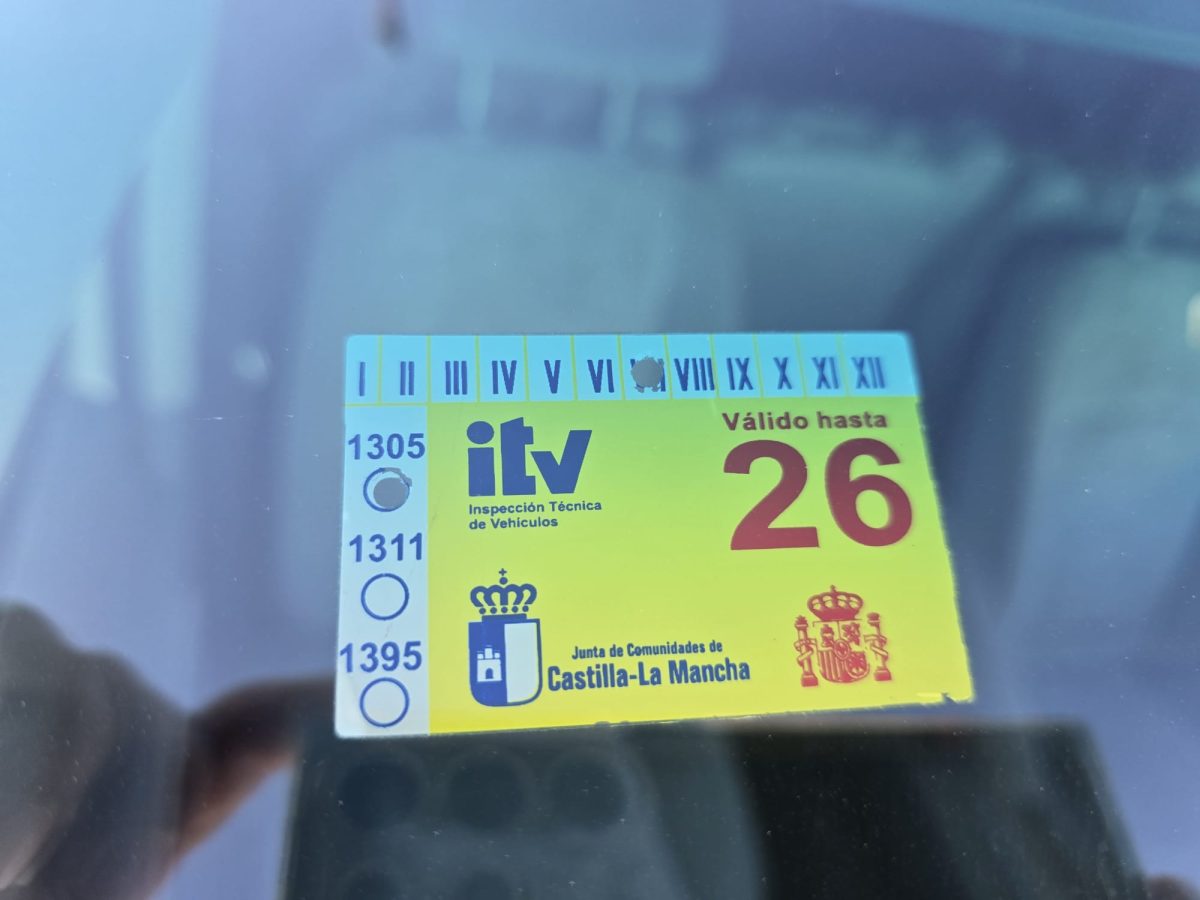 I II III IV V VI VIII IX X XI XII
1305
1311
1395
itv
Inspección Técnica
de Vehículos
Válido hasta
26
Junta de Comunidades de
Castilla-La Mancha